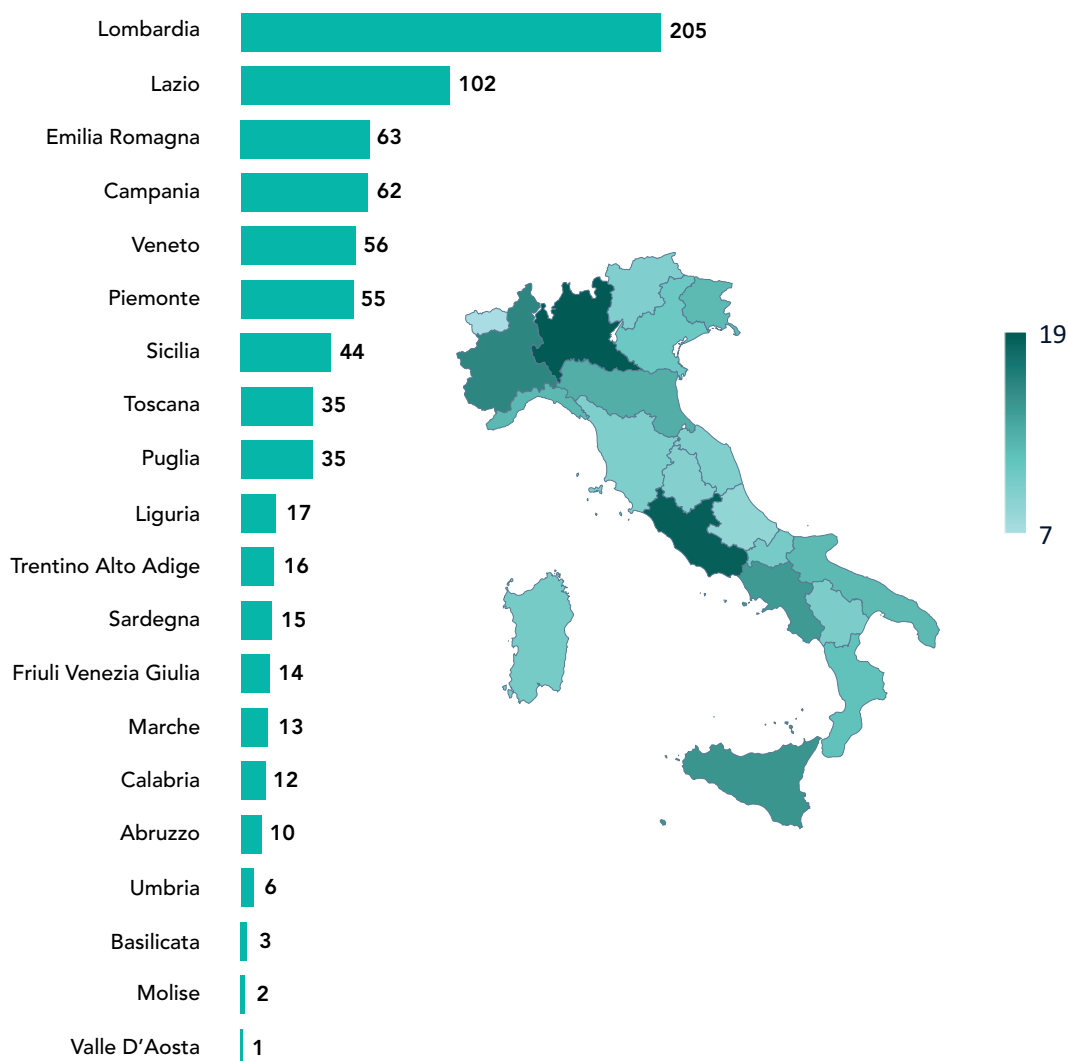 Lombardia 205
Lazio 102
Emilia Romagna 63
Campania 62
Veneto 56
Piemonte 55
Sicilia 44
Toscana 35
Puglia 35
Liguria 17
Trentino Alto Adige 16
Sardegna 15
Friuli Venezia Giulia 14
Marche 13
Calabria 12
Abruzzo 10
Umbria 6
Basilicata 3
Molise 2
Valle D’Aosta 1
19
7